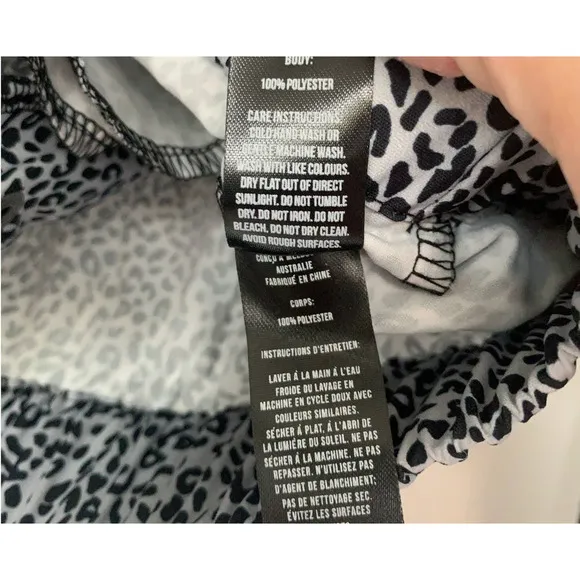 BODY:
100% POLYESTER
CARE INSTRUCTIONS:
COLD HAND WASH OR
GENTLE MACHINE WASH.
WASH WITH LIKE COLOURS.
DRY FLAT OUT OF DIRECT
SUNLIGHT. DO NOT TUMBLE
DRY. DO NOT IRON. DO NOT
BLEACH. DO NOT DRY CLEAN.
AVOID ROUGH SURFACES.
CONÇU À
AUSTRALIE
FABRIQUÉ EN CHINE
CORPS:
100% POLYESTER
INSTRUCTIONS D'ENTRETIEN:
LAVER À LA MAIN À L'EAU
FROIDE OU LAVAGE EN
MACHINE EN CYCLE DOUX AVEC
COULEURS SIMILAIRES.
SÉCHER À PLAT, À L'ABRI DE
LA LUMIÈRE DU SOLEIL. NE PAS
SÉCHER À LA MACHINE. NE PAS
REPASSER. N'UTILISEZ PAS
D'AGENT DE BLANCHIMENT:
PAS DE NETTOYAGE SEC.
ÉVITEZ LES SURFACES